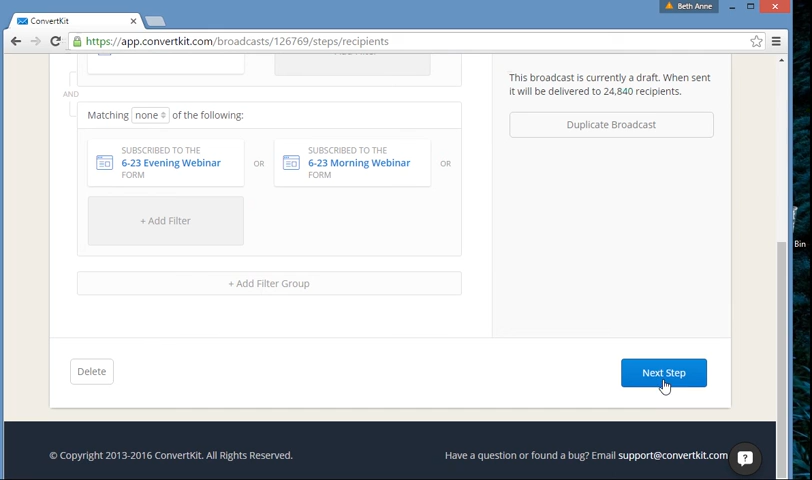 Beth Anne
ConvertKit
https://app.convertkit.com/broadcasts/126769/steps/recipients
This broadcast is currently a draft. When sent
it will be delivered to 24,840 recipients.
Duplicate Broadcast
AND
Matching none of the following:
SUBSCRIBED TO THE
6-23 Evening Webinar
FORM
OR
SUBSCRIBED TO THE
6-23 Morning Webinar
FORM
OR
+ Add Filter
+ Add Filter Group
Delete
Next Step
© Copyright 2013-2016 ConvertKit. All Rights Reserved.
Have a question or found a bug? Email support@convertkit.com
Bin